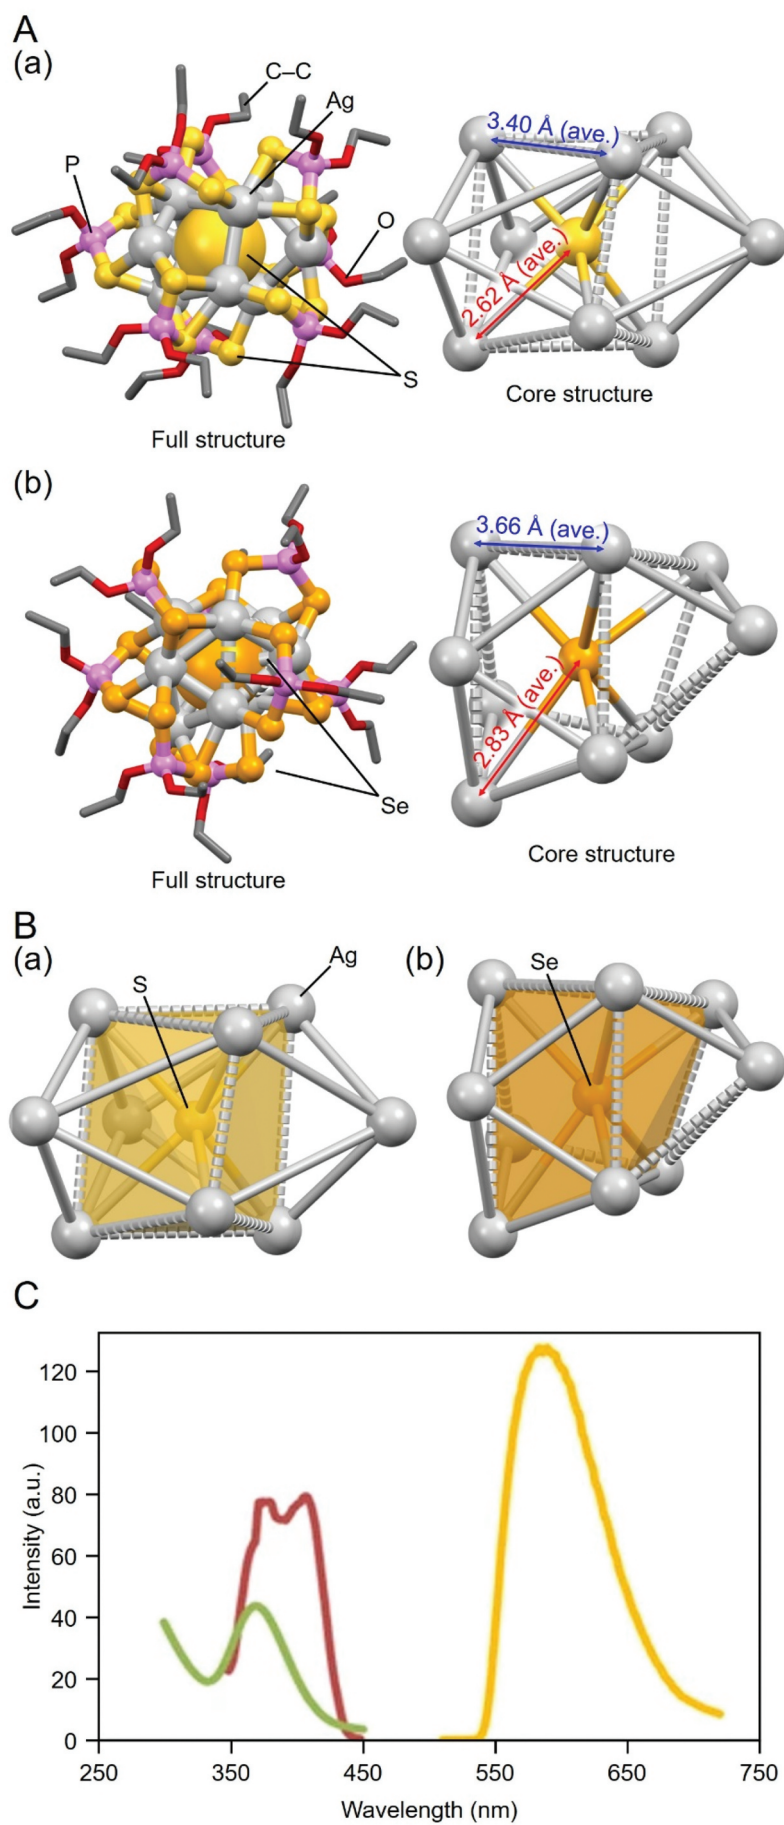 A
(a)
C–C
Ag
P
O
S
Full structure
3.40 Å (ave.)
2.62 Å (ave.)
Core structure
(b)
Se
Full structure
3.66 Å (ave.)
2.83 Å (ave.)
Core structure
B
(a)
S
Ag
(b)
Se
C
Intensity (a.u.)
120
100
80
60
40
20
0
250 350 450 550 650 750
Wavelength (nm)